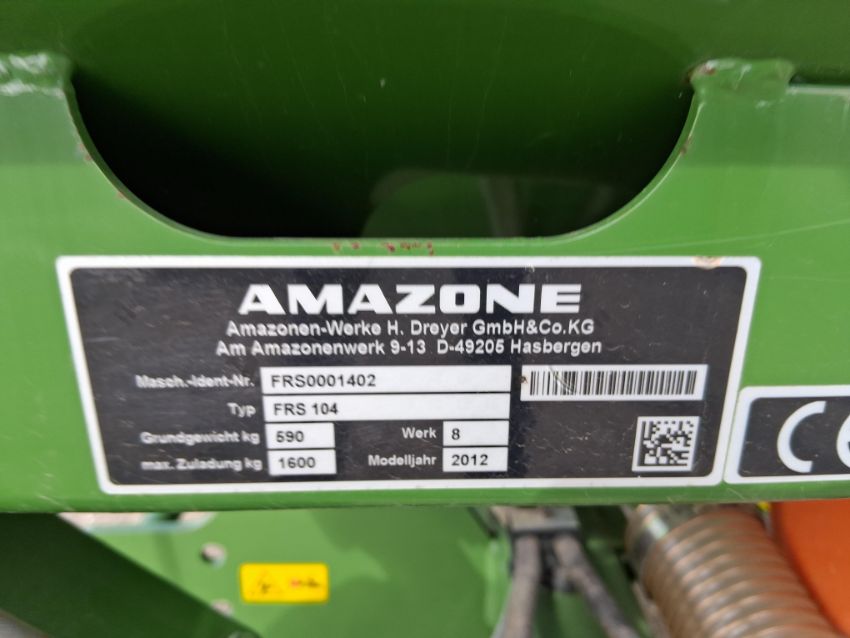 AMAZONE
Amazonen-Werke H. Dreyer GmbH&Co.KG
Am Amazonenwerk 9-13 D-49205 Hasbergen
Masch.-Ident-Nr. FRS0001402
Typ FRS 104
Grundgewicht kg 590 Werk 8
max. Zuladung kg 1600 Modelljahr 2012
CE